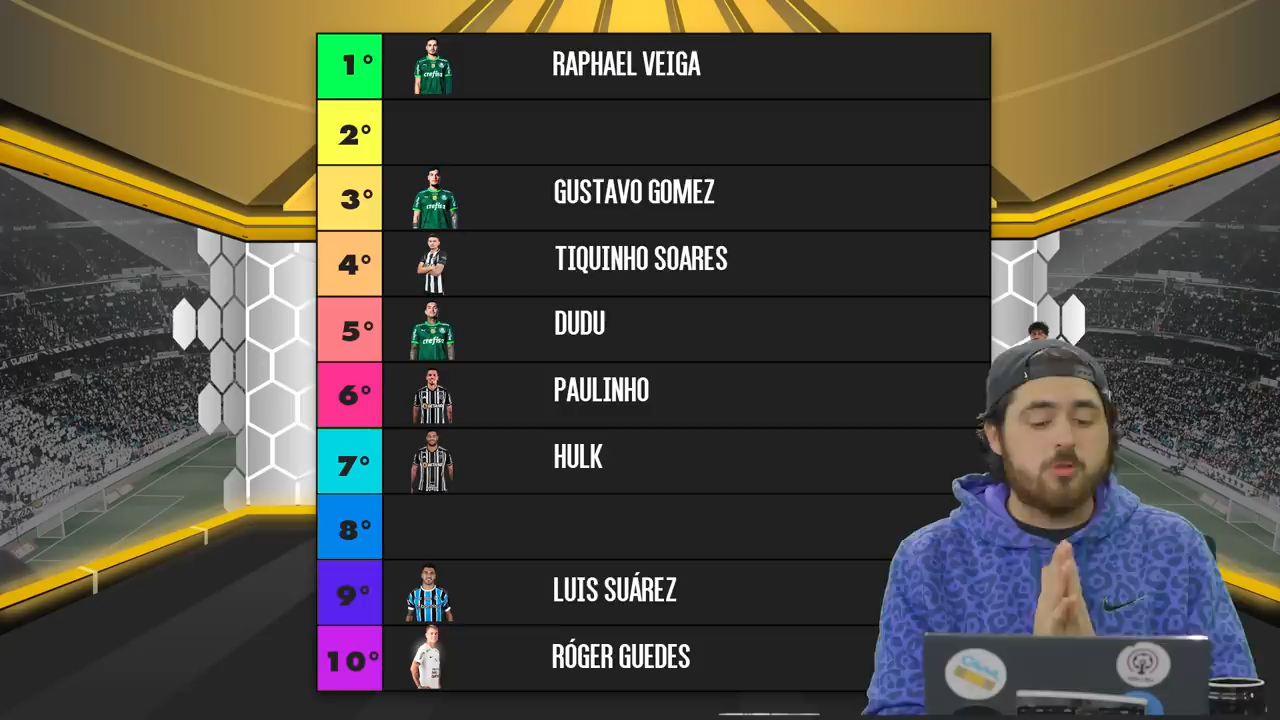 1°
RAPHAEL VEIGA
2°
3°
GUSTAVO GOMEZ
4°
TIQUINHO SOARES
5°
DUDU
6°
PAULINHO
7°
HULK
8°
9°
LUIS SUÁREZ
10°
RÓGER GUEDES